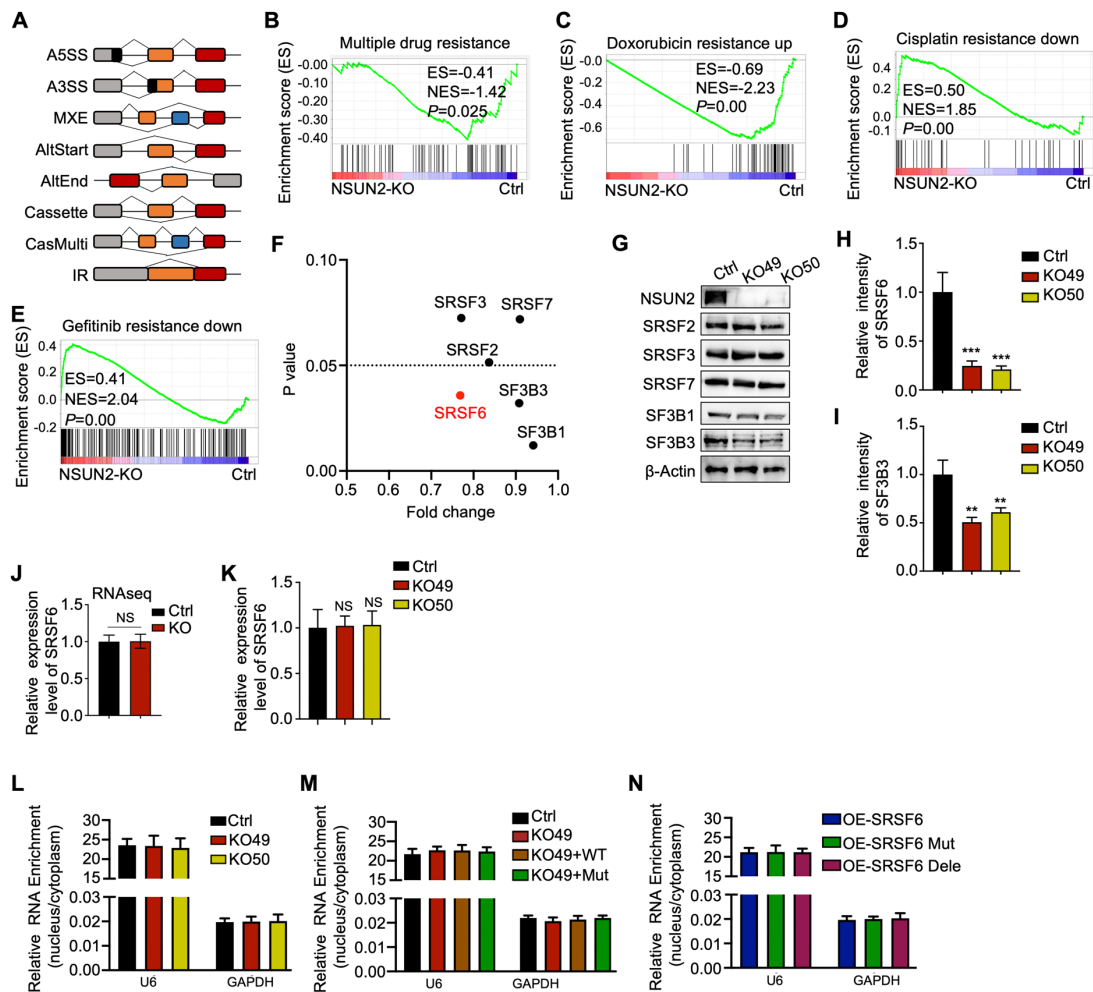 A
A5SS
A3SS
MXE
AltStart
AltEnd
Cassette
CasMulti
IR
B
Multiple drug resistance
Enrichment score (ES)
-0.00
-0.10
-0.20
-0.30
-0.40
ES=-0.41
NES=-1.42
P=0.025
NSUN2-KO
Ctrl
C
Doxorubicin resistance up
Enrichment score (ES)
-0.0
-0.2
-0.4
-0.6
ES=-0.69
NES=-2.23
P=0.00
NSUN2-KO
Ctrl
D
Cisplatin resistance down
Enrichment score (ES)
0.4
0.2
0.0
-0.1
ES=0.50
NES=1.85
P=0.00
NSUN2-KO
Ctrl
E
Gefitinib resistance down
Enrichment score (ES)
0.4
0.2
0.0
-0.2
ES=0.41
NES=2.04
P=0.00
NSUN2-KO
Ctrl
F
P value
0.10
0.05
0.00
SRSF3
SRSF7
SRSF2
SF3B3
SRSF6
SF3B1
0.5
0.6
0.7
0.8
0.9
1.0
Fold change
G
Ctrl
KO49
KO50
NSUN2
SRSF2
SRSF3
SRSF7
SF3B1
SF3B3
β-Actin
H
Relative intensity
of SRSF6
1.5
1.0
0.5
0.0
***
***
Ctrl
KO49
KO50
I
Relative intensity
of SF3B3
1.5
1.0
0.5
0.0
**
**
Ctrl
KO49
KO50
J
RNAseq
Relative expression
level of SRSF6
1.5
1.0
0.5
0.0
NS
Ctrl
KO
K
Relative expression
level of SRSF6
1.5
1.0
0.5
0.0
NS
NS
Ctrl
KO49
KO50
L
Relative RNA Enrichment
(nucleus/cytoplasm)
30
25
20
15
0.03
0.02
0.01
0.00
U6
GAPDH
Ctrl
KO49
KO50
M
Relative RNA Enrichment
(nucleus/cytoplasm)
30
25
20
15
0.03
0.02
0.01
0.00
U6
GAPDH
Ctrl
KO49
KO49+WT
KO49+Mut
N
Relative RNA Enrichment
(nucleus/cytoplasm)
30
25
20
15
0.03
0.02
0.01
0.00
U6
GAPDH
OE-SRSF6
OE-SRSF6 Mut
OE-SRSF6 Dele